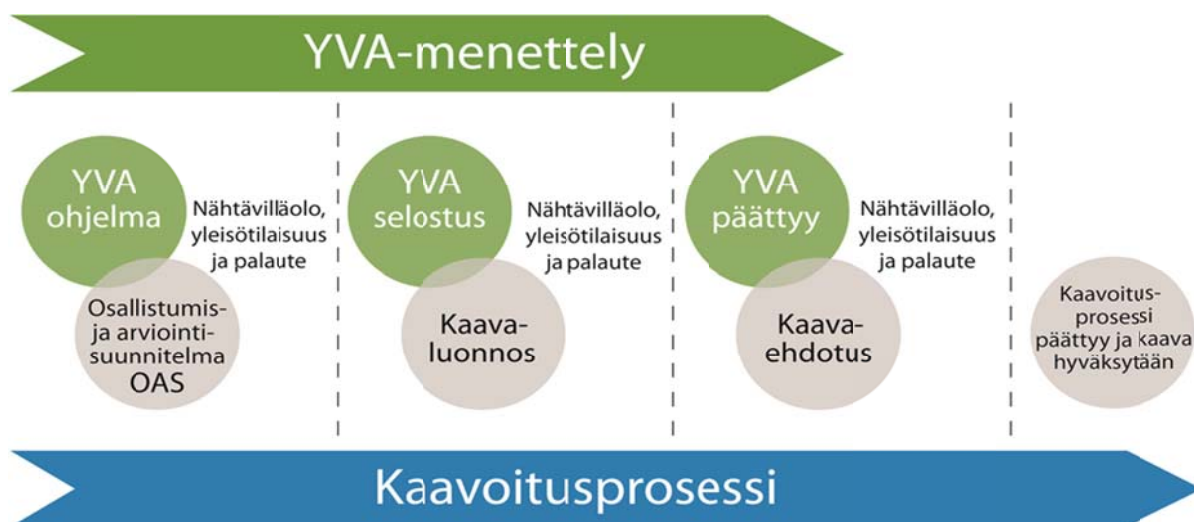 YVA-menettely
YVA
ohjelma
Nähtävilläolo,
yleisötilaisuus
ja palaute
Osallistumis-
ja arviointi-
suunnitelma
OAS
YVA
selostus
Nähtävilläolo,
yleisötilaisuus
ja palaute
Kaava-
luonnos
YVA
päättyy
Nähtävilläolo,
yleisötilaisuus
ja palaute
Kaava-
ehdotus
Kaavoitus-
prosessi
päättyy ja kaava
hyväksytään
Kaavoitusprosessi